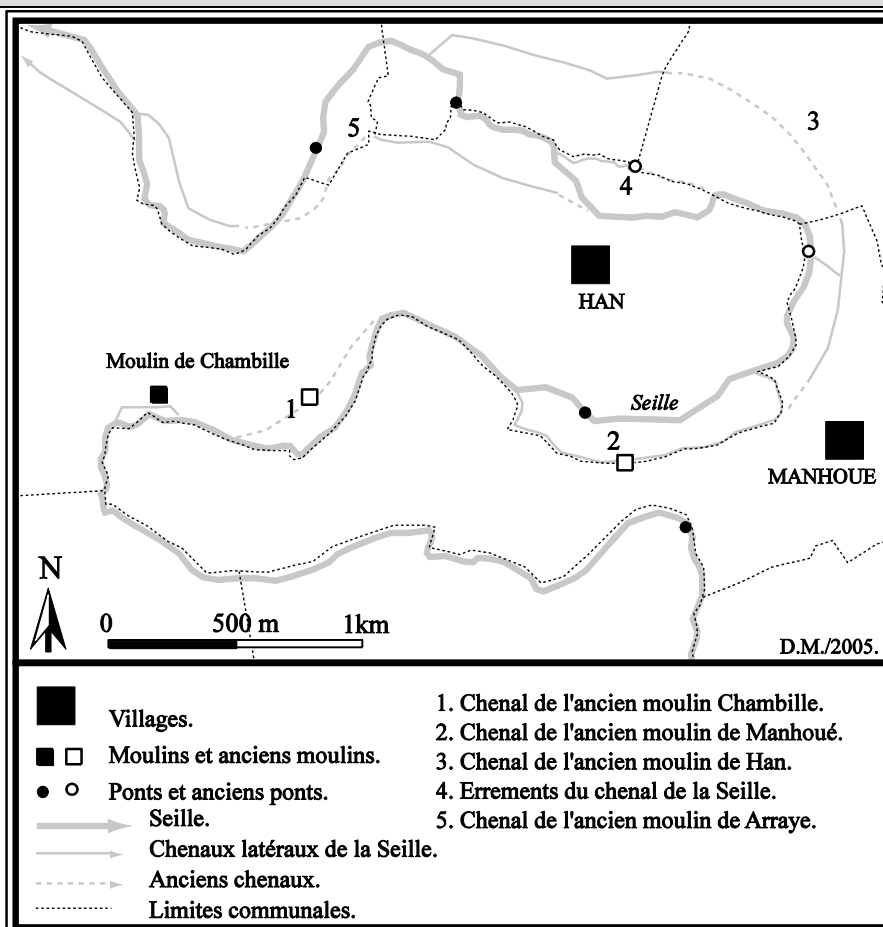 5
3
4
HAN
Moulin de Chambille
1
Seille
2
MANHOUE
N
0 500 m 1km
D.M./2005.
Villages.
Moulins et anciens moulins.
Ponts et anciens ponts.
Seille.
Chenaux latéraux de la Seille.
Anciens chenaux.
Limites communales.
1. Chenal de l'ancien moulin Chambille.
2. Chenal de l'ancien moulin de Manhoué.
3. Chenal de l'ancien moulin de Han.
4. Errements du chenal de la Seille.
5. Chenal de l'ancien moulin de Arraye.